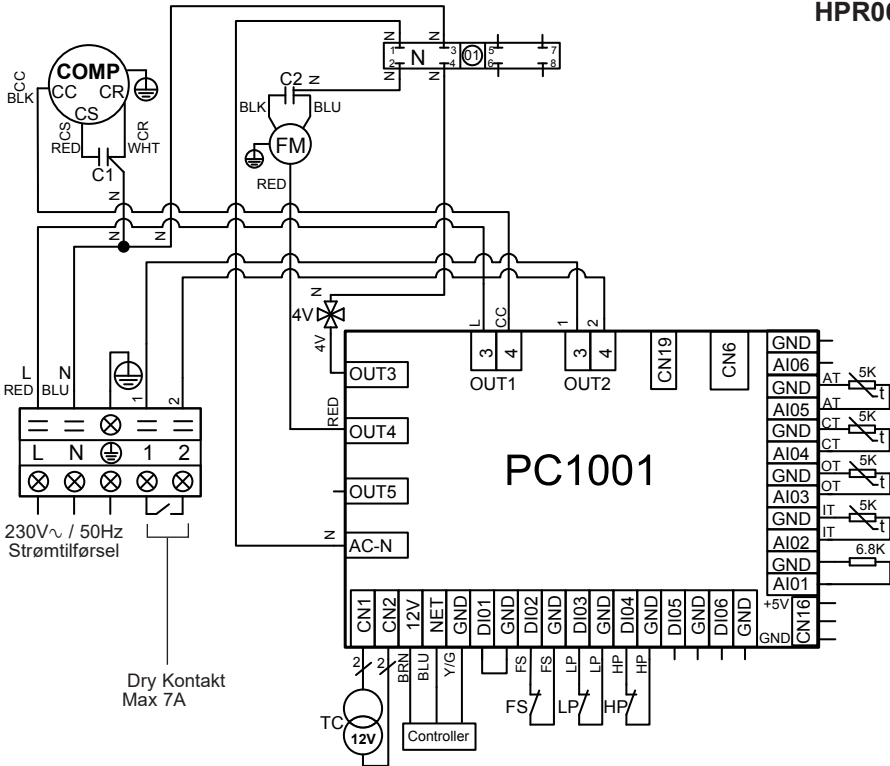 HPR06
COMP
CC
CR
CS
CC
BLK
CS
RED
CR
WHT
C1
N
N
N
N
N
1
2
N
3
4
01
5
6
7
8
N
N
C2
N
BLK
BLU
FM
RED
L
RED
N
BLU
1
2
L
N
1
2
230V∿ / 50Hz
Strømtilførsel
Dry Kontakt
Max 7A
N
4V
4V
RED
N
L
CC
1
2
3
4
OUT1
3
4
OUT2
CN19
CN6
OUT3
OUT4
OUT5
AC-N
PC1001
GND
AI06
GND
AI05
GND
AI04
GND
AI03
GND
AI02
GND
AI01
+5V
GND
CN16
AT
5K
t
AT
CT
5K
t
CT
OT
5K
t
OT
IT
5K
t
IT
6.8K
CN1
CN2
12V
NET
GND
DI01
GND
DI02
GND
DI03
GND
DI04
GND
DI05
GND
DI06
GND
2
2
BRN
BLU
Y/G
FS
FS
LP
LP
HP
HP
TC
12V
Controller
FS
LP
HP